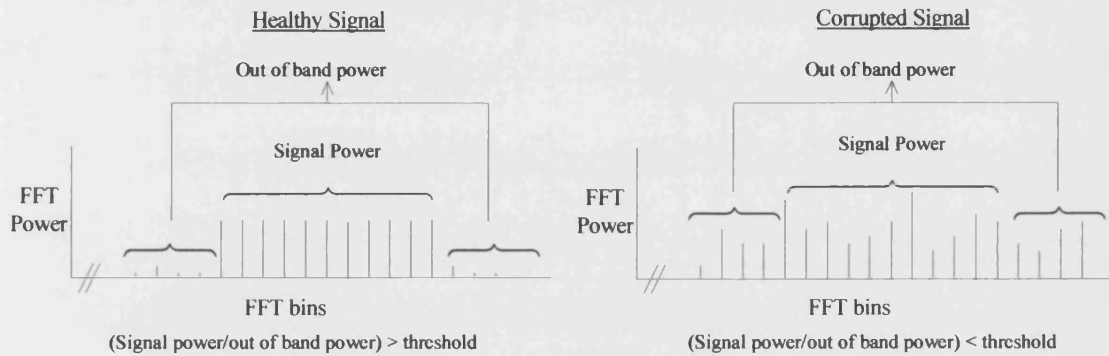 Healthy Signal
Out of band power
Signal Power
FFT
Power
FFT bins
(Signal power/out of band power) > threshold
Corrupted Signal
Out of band power
Signal Power
FFT
Power
FFT bins
(Signal power/out of band power) < threshold